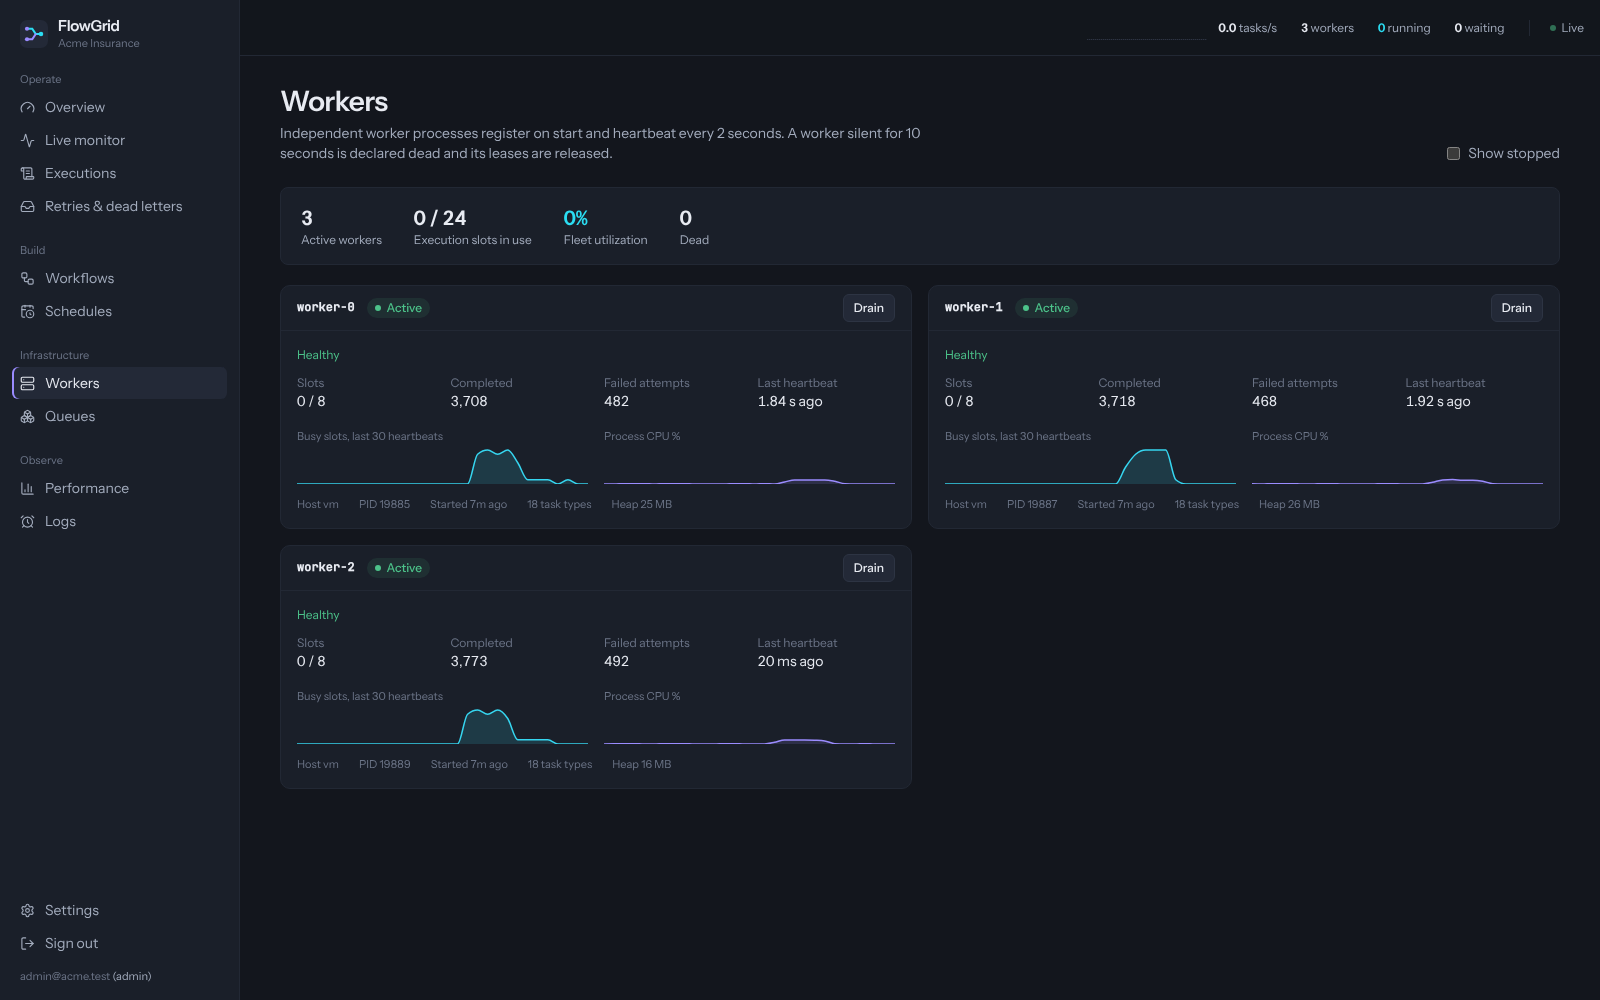 FlowGrid
Acme Insurance
Operate
Overview
Live monitor
Executions
Retries & dead letters
Build
Workflows
Schedules
Infrastructure
Workers
Queues
Observe
Performance
Logs
Settings
Sign out
admin@acme.test (admin)
0.0 tasks/s 3 workers 0 running 0 waiting Live
Workers
Independent worker processes register on start and heartbeat every 2 seconds. A worker silent for 10
seconds is declared dead and its leases are released.
Show stopped
3 0 / 24 0% 0
Active workers Execution slots in use Fleet utilization Dead
worker-0 Active Drain
Healthy
Slots Completed Failed attempts Last heartbeat
0 / 8 3,708 482 1.84 s ago
Busy slots, last 30 heartbeats Process CPU %
Host vm PID 19885 Started 7m ago 18 task types Heap 25 MB
worker-1 Active Drain
Healthy
Slots Completed Failed attempts Last heartbeat
0 / 8 3,718 468 1.92 s ago
Busy slots, last 30 heartbeats Process CPU %
Host vm PID 19887 Started 7m ago 18 task types Heap 26 MB
worker-2 Active Drain
Healthy
Slots Completed Failed attempts Last heartbeat
0 / 8 3,773 492 20 ms ago
Busy slots, last 30 heartbeats Process CPU %
Host vm PID 19889 Started 7m ago 18 task types Heap 16 MB